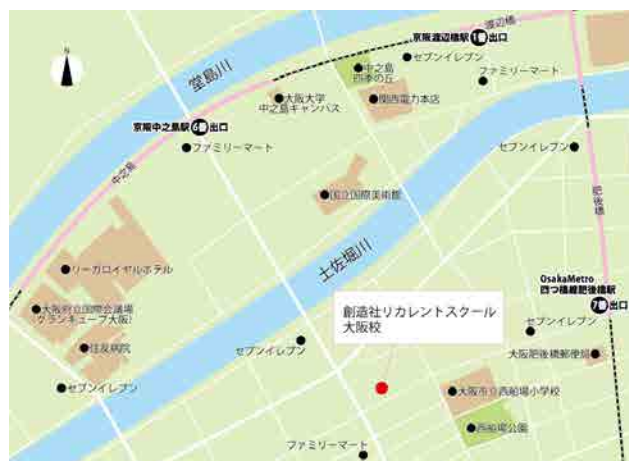 渡辺橋
京阪渡辺橋駅1番出口
セブンイレブン
中之島
四季の丘
ファミリーマート
N
堂島川
大阪大学
中之島キャンパス
関西電力本店
京阪中之島駅6番出口
ファミリーマート
セブンイレブン
中之島
国立国際美術館
肥後橋
土佐堀川
リーガロイヤルホテル
OsakaMetro
四つ橋線肥後橋駅
7番出口
大阪府立国際会議場
(グランキューブ大阪)
創造社リカレントスクール
大阪校
セブンイレブン
住友病院
セブンイレブン
大阪肥後橋郵便局
セブンイレブン
大阪市立西船場小学校
西船場公園
ファミリーマート